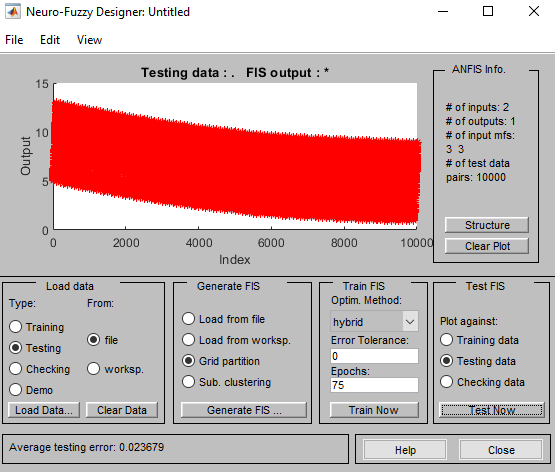 Neuro-Fuzzy Designer: Untitled
File Edit View
Testing data : . FIS output : *
15
10
5
0
Output
0 2000 4000 6000 8000 10000
Index
ANFIS Info.
# of inputs: 2
# of outputs: 1
# of input mfs:
3 3
# of test data
pairs: 10000
Structure
Clear Plot
Load data
Type: From:
Training
Testing
Checking
Demo
file
worksp.
Load Data... Clear Data
Generate FIS
Load from file
Load from worksp.
Grid partition
Sub. clustering
Generate FIS ...
Train FIS
Optim. Method:
hybrid
Error Tolerance:
0
Epochs:
75
Train Now
Test FIS
Plot against:
Training data
Testing data
Checking data
Test Now
Average testing error: 0.023679
Help Close